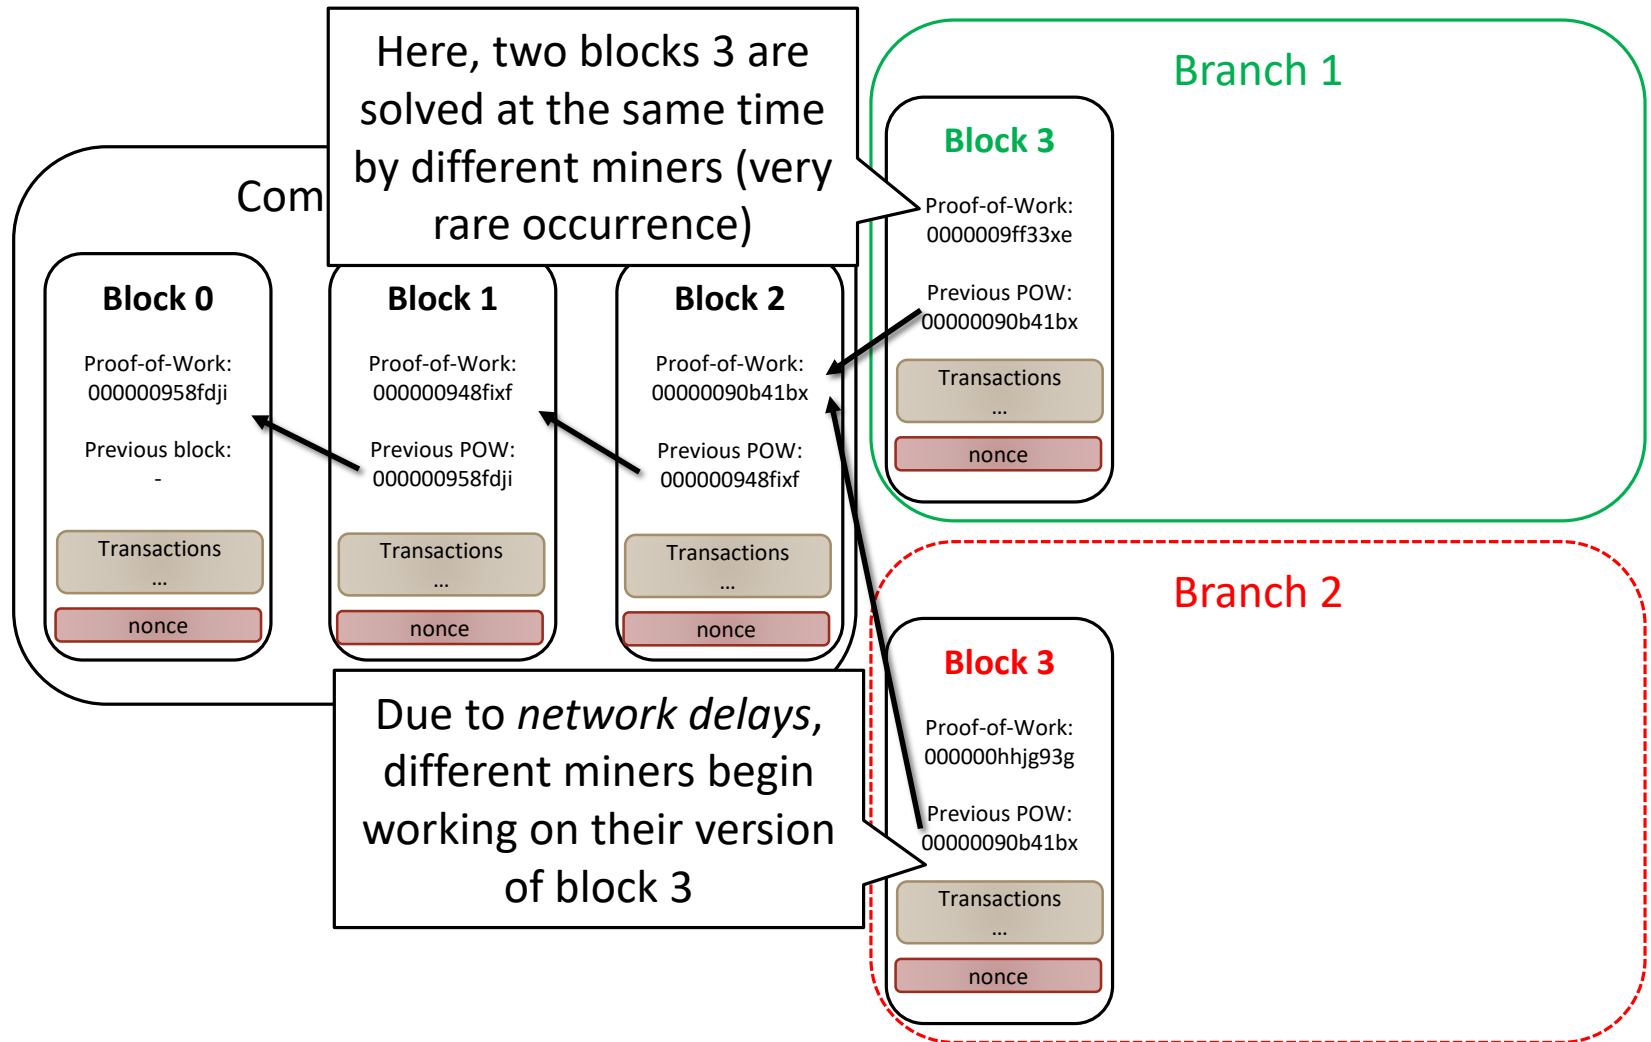 Here, two blocks 3 are
solved at the same time
by different miners (very
rare occurrence)
Com
Block 0
Proof-of-Work:
000000958fdji
Previous block:
-
Transactions
...
nonce
Block 1
Proof-of-Work:
000000948fixf
Previous POW:
000000958fdji
Transactions
...
nonce
Block 2
Proof-of-Work:
00000090b41bx
Previous POW:
000000948fixf
Transactions
...
nonce
Due to network delays,
different miners begin
working on their version
of block 3
Branch 1
Block 3
Proof-of-Work:
0000009ff33xe
Previous POW:
00000090b41bx
Transactions
...
nonce
Branch 2
Block 3
Proof-of-Work:
000000hhjg93g
Previous POW:
00000090b41bx
Transactions
...
nonce